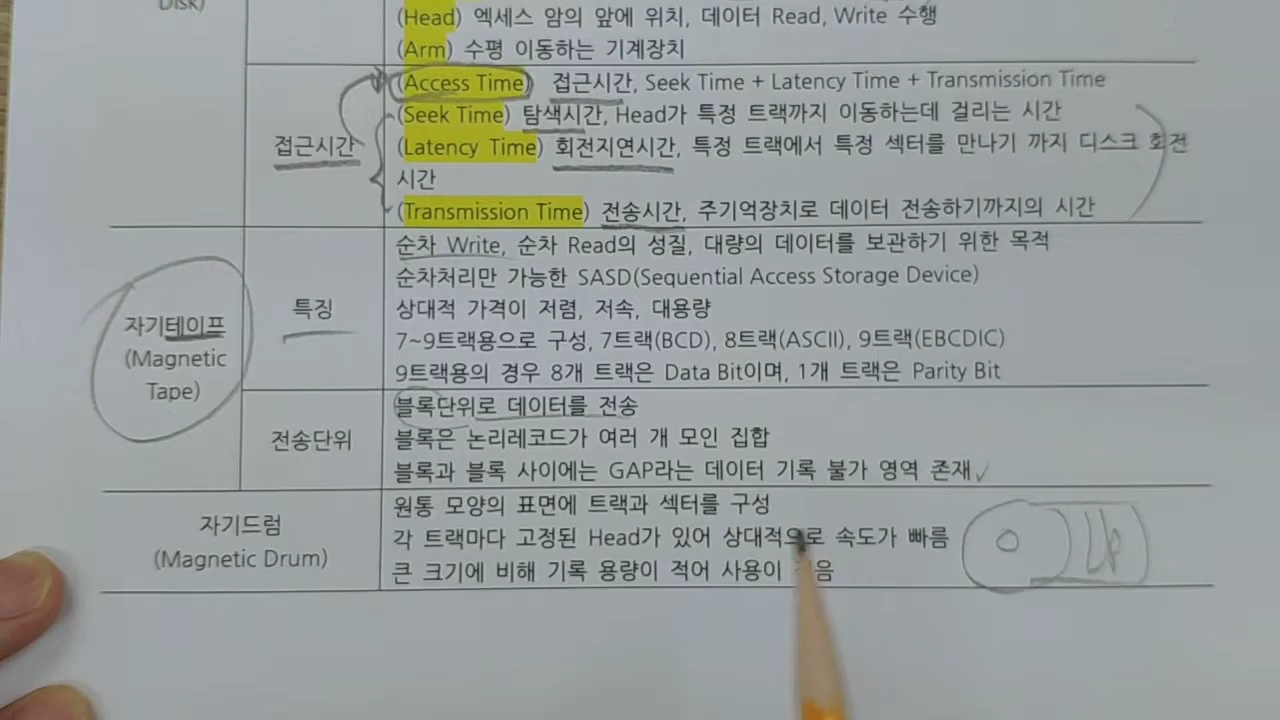 Disk)
(Head) 엑세스 암의 앞에 위치, 데이터 Read, Write 수행
(Arm) 수평 이동하는 기계장치
접근시간
(Access Time) 접근시간, Seek Time + Latency Time + Transmission Time
(Seek Time) 탐색시간, Head가 특정 트랙까지 이동하는데 걸리는 시간
(Latency Time) 회전지연시간, 특정 트랙에서 특정 섹터를 만나기 까지 디스크 회전
시간
(Transmission Time) 전송시간, 주기억장치로 데이터 전송하기까지의 시간
자기테이프
(Magnetic
Tape)
특징
순차 Write, 순차 Read의 성질, 대량의 데이터를 보관하기 위한 목적
순차처리만 가능한 SASD(Sequential Access Storage Device)
상대적 가격이 저렴, 저속, 대용량
7~9트랙용으로 구성, 7트랙(BCD), 8트랙(ASCII), 9트랙(EBCDIC)
9트랙용의 경우 8개 트랙은 Data Bit이며, 1개 트랙은 Parity Bit
전송단위
블록단위로 데이터를 전송
블록은 논리레코드가 여러 개 모인 집합
블록과 블록 사이에는 GAP라는 데이터 기록 불가 영역 존재
자기드럼
(Magnetic Drum)
원통 모양의 표면에 트랙과 섹터를 구성
각 트랙마다 고정된 Head가 있어 상대적으로 속도가 빠름
큰 크기에 비해 기록 용량이 적어 사용이